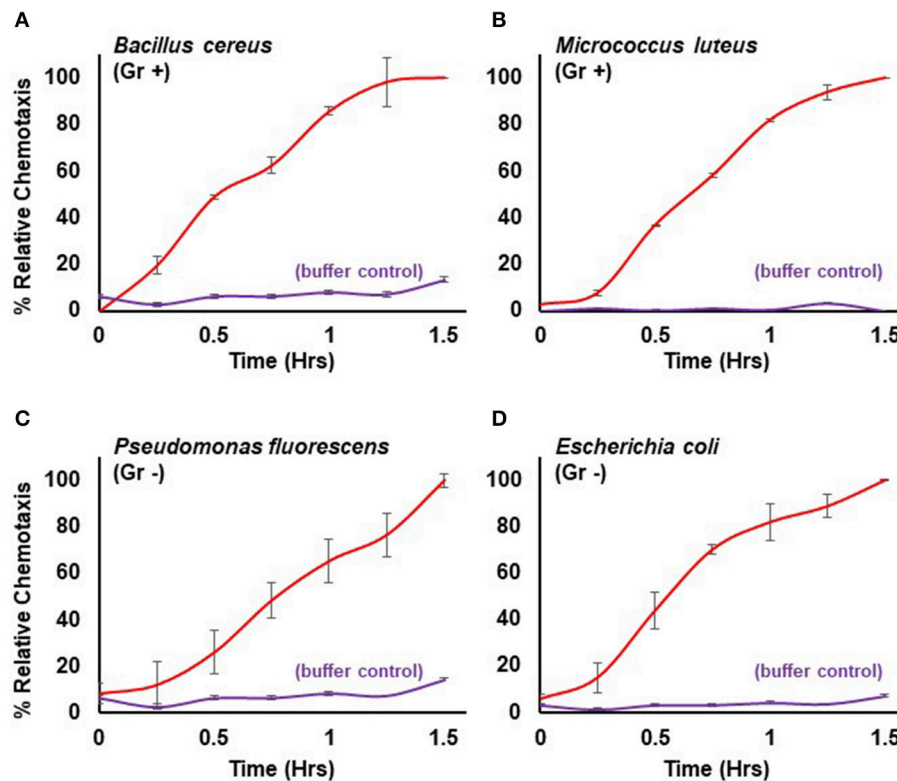 A
Bacillus cereus
(Gr +)
% Relative Chemotaxis
100
80
60
40
20
0
(buffer control)
0
0.5
1
1.5
Time (Hrs)
B
Micrococcus luteus
(Gr +)
100
80
60
40
20
0
(buffer control)
0
0.5
1
1.5
Time (Hrs)
C
Pseudomonas fluorescens
(Gr -)
% Relative Chemotaxis
100
80
60
40
20
0
(buffer control)
0
0.5
1
1.5
Time (Hrs)
D
Escherichia coli
(Gr -)
100
80
60
40
20
0
(buffer control)
0
0.5
1
1.5
Time (Hrs)